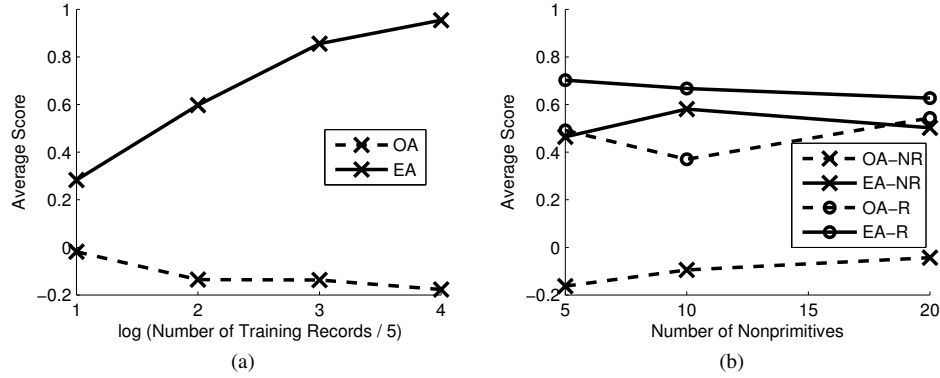 1
0.8
0.6
0.4
0.2
0
−0.2
Average Score
1 2 3 4
log (Number of Training Records / 5)
OA
EA
(a)
1
0.8
0.6
0.4
0.2
0
−0.2
Average Score
5 10 15 20
Number of Nonprimitives
OA−NR
EA−NR
OA−R
EA−R
(b)